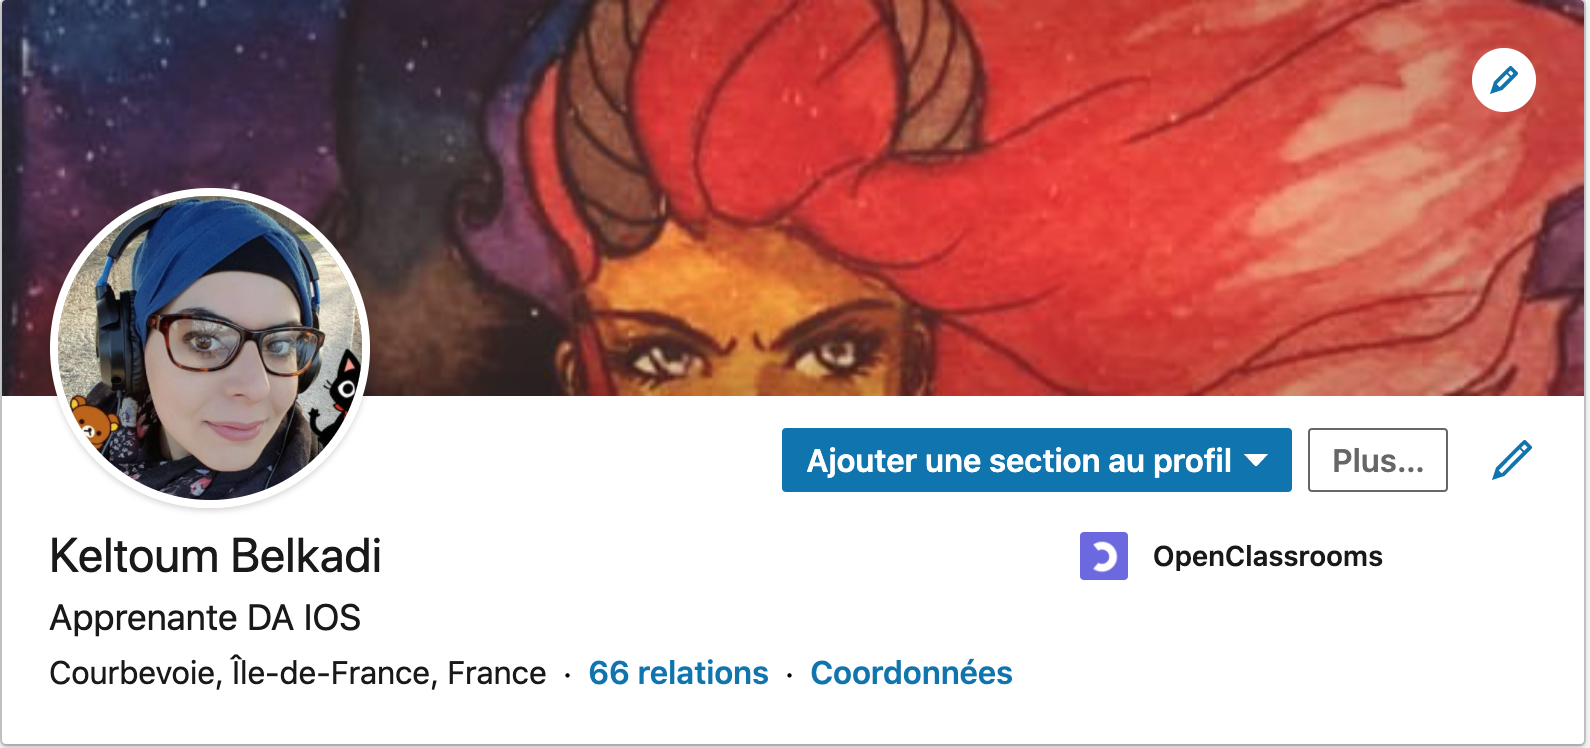 Ajouter une section au profil
Plus...
Keltoum Belkadi
OpenClassrooms
Apprenante DA IOS
Courbevoie, Île-de-France, France · 66 relations · Coordonnées